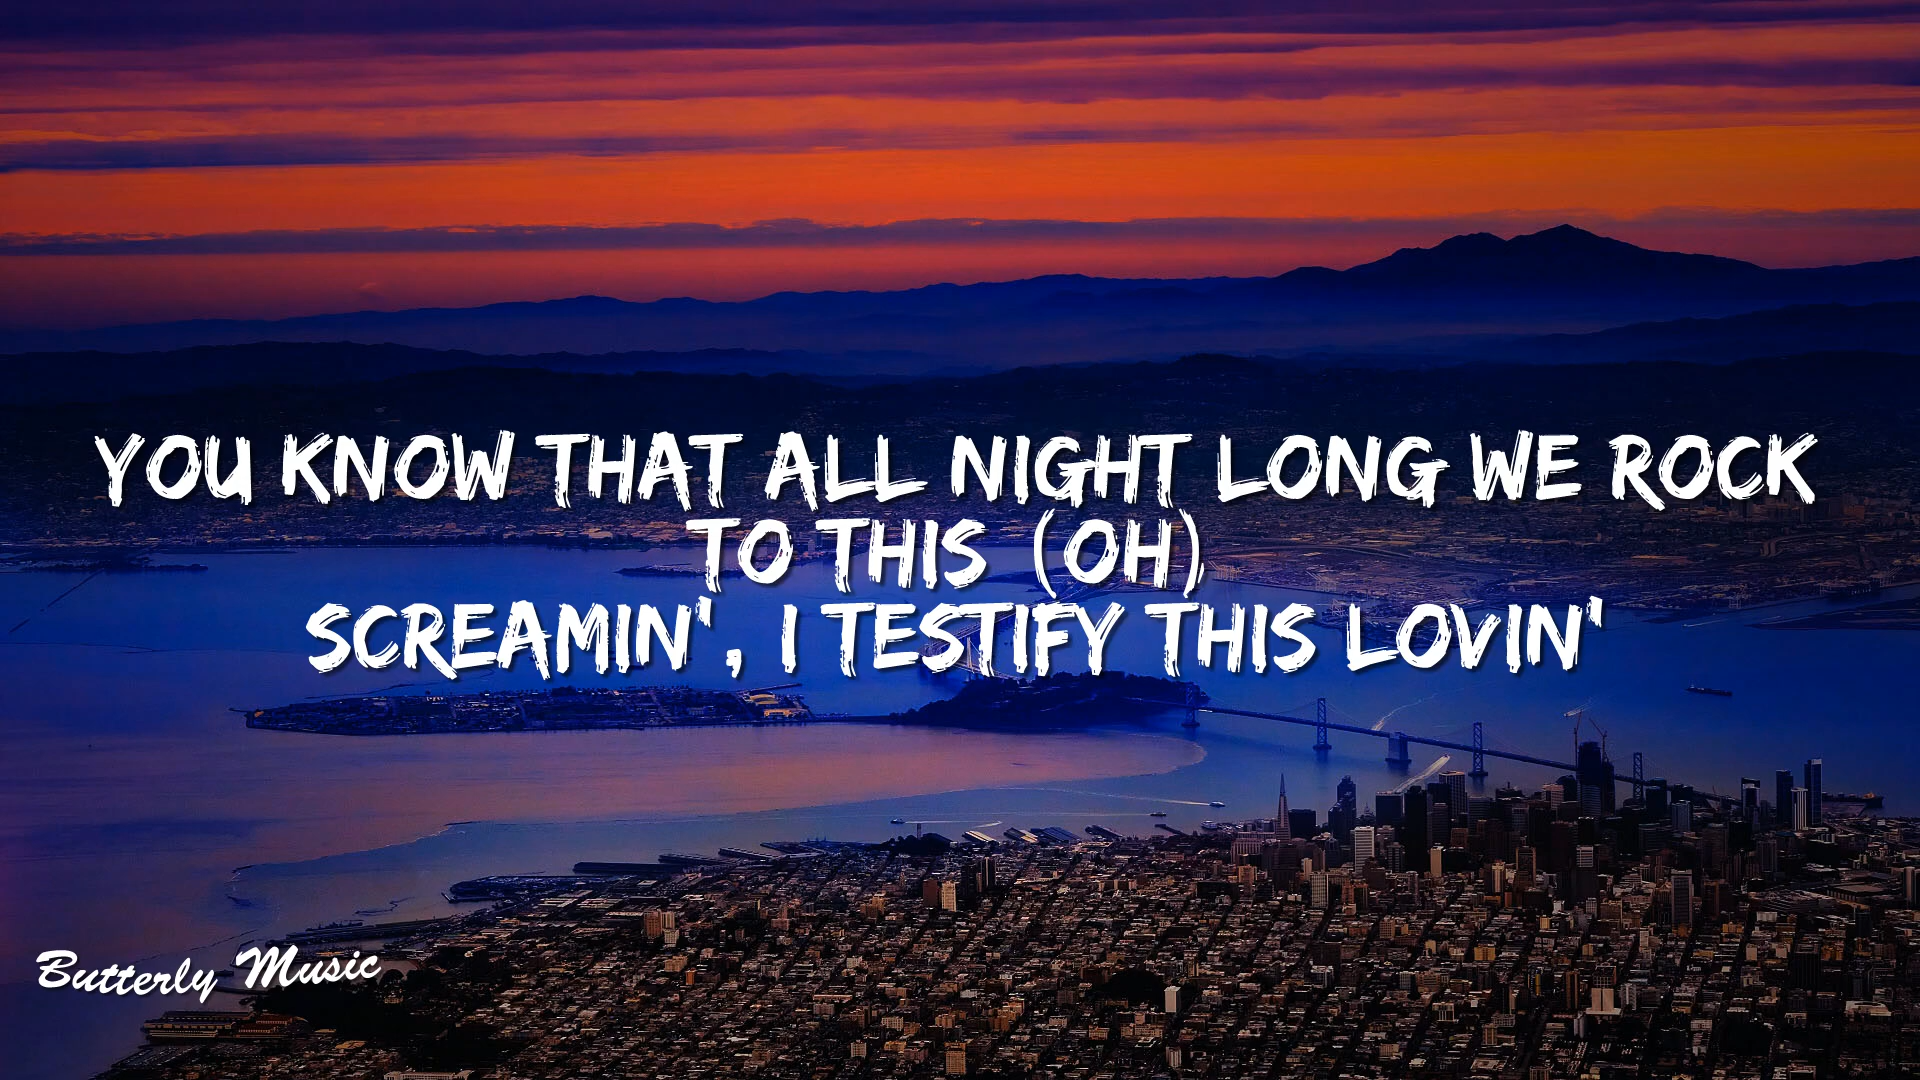 YOU KNOW THAT ALL NIGHT LONG WE ROCK
TO THIS (OH)
SCREAMIN', I TESTIFY THIS LOVIN'
Butterly Music